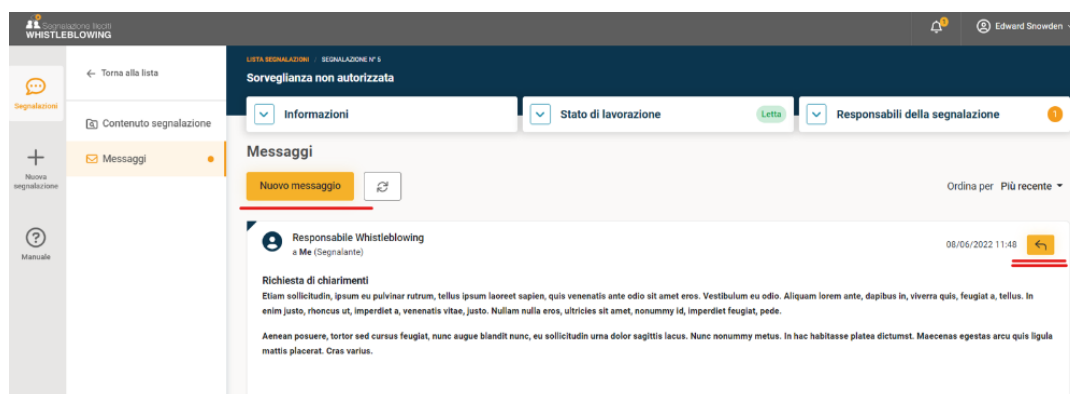 Segnalazione Illeciti
WHISTLEBLOWING
Edward Snowden
Segnalazioni
Nuova
segnalazione
Manuale
← Torna alla lista
Contenuto segnalazione
Messaggi
LISTA SEGNALAZIONI / SEGNALAZIONE N° 5
Sorveglianza non autorizzata
Informazioni
Stato di lavorazione
Letta
Responsabili della segnalazione
1
Messaggi
Nuovo messaggio
Ordina per Più recente
Responsabile Whistleblowing
a Me (Segnalante)
08/06/2022 11:48
Richiesta di chiarimenti
Etiam sollicitudin, ipsum eu pulvinar rutrum, tellus ipsum laoreet sapien, quis venenatis ante odio sit amet eros. Vestibulum eu odio. Aliquam lorem ante, dapibus in, viverra quis, feugiat a, tellus. In
enim justo, rhoncus ut, imperdiet a, venenatis vitae, justo. Nullam nulla eros, ultricies sit amet, nonummy id, imperdiet feugiat, pede.
Aenean posuere, tortor sed cursus feugiat, nunc augue blandit nunc, eu sollicitudin urna dolor sagittis lacus. Nunc nonummy metus. In hac habitasse platea dictumst. Maecenas egestas arcu quis ligula
mattis placerat. Cras varius.